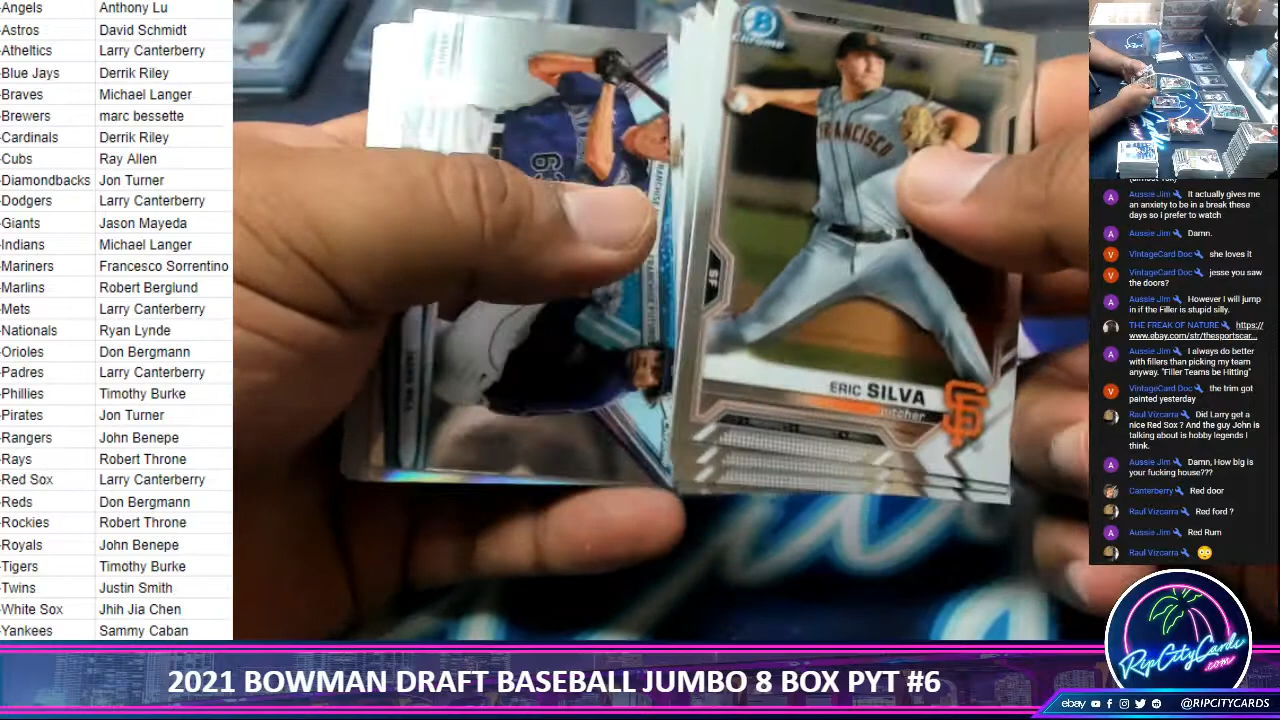 -Angels Anthony Lu
-Astros David Schmidt
-Atheltics Larry Canterberry
-Blue Jays Derrik Riley
-Braves Michael Langer
-Brewers marc bessette
-Cardinals Derrik Riley
-Cubs Ray Allen
-Diamondbacks Jon Turner
-Dodgers Larry Canterberry
-Giants Jason Mayeda
-Indians Michael Langer
-Mariners Francesco Sorrentino
-Marlins Robert Berglund
-Mets Larry Canterberry
-Nationals Ryan Lynde
-Orioles Don Bergmann
-Padres Larry Canterberry
-Phillies Timothy Burke
-Pirates Jon Turner
-Rangers John Benepe
-Rays Robert Throne
-Red Sox Larry Canterberry
-Reds Don Bergmann
-Rockies Robert Throne
-Royals John Benepe
-Tigers Timothy Burke
-Twins Justin Smith
-White Sox Jhih Jia Chen
-Yankees Sammy Caban
B
Chrome
1st
FRANCISCO
SF
ERIC SILVA
pitcher
SF
63
Aussie Jim It actually gives me
an anxiety to be in a break these
days so I prefer to watch
Aussie Jim Damn.
VintageCard Doc she loves it
VintageCard Doc jesse you saw
the doors?
Aussie Jim However I will jump
in if the Filler is stupid silly.
THE FREAK OF NATURE https://
www.ebay.com/str/thesportscar...
Aussie Jim I always do better
with fillers than picking my team
anyway. "Filler Teams be Hitting"
VintageCard Doc the trim got
painted yesterday
Raul Vizcarra Did Larry get a
nice Red Sox ? And the guy John is
talking about is hobby legends I
think.
Aussie Jim Damn, How big is
your fucking house???
Canterberry Red door
Raul Vizcarra Red ford ?
Aussie Jim Red Rum
Raul Vizcarra 😳
RipCityCards
.com
2021 BOWMAN DRAFT BASEBALL JUMBO 8 BOX PYT #6
ebay @RIPCITYCARDS